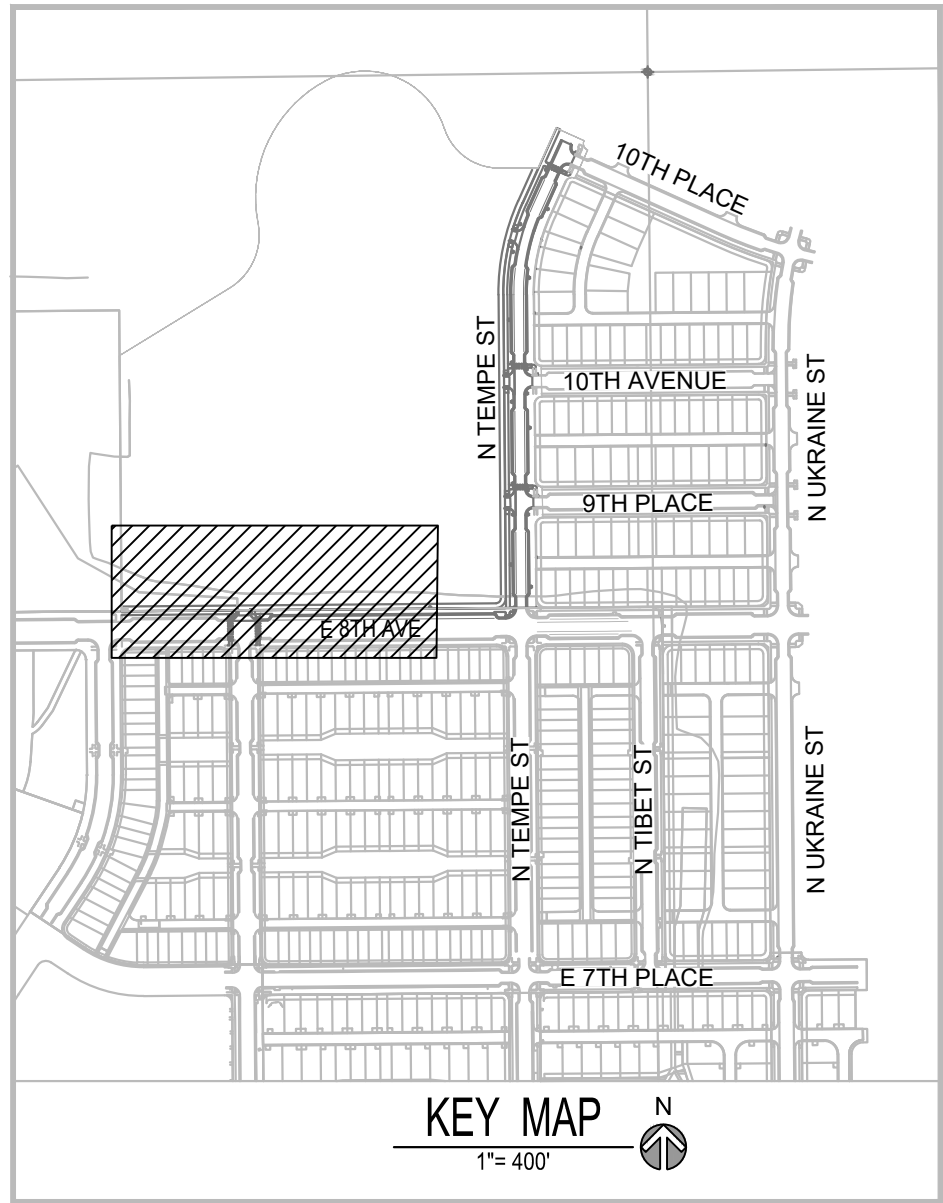 10TH PLACE
N TEMPE ST
10TH AVENUE
N UKRAINE ST
9TH PLACE
E 8TH AVE
N TEMPE ST
N TIBET ST
N UKRAINE ST
E 7TH PLACE
KEY MAP
N
1"= 400'